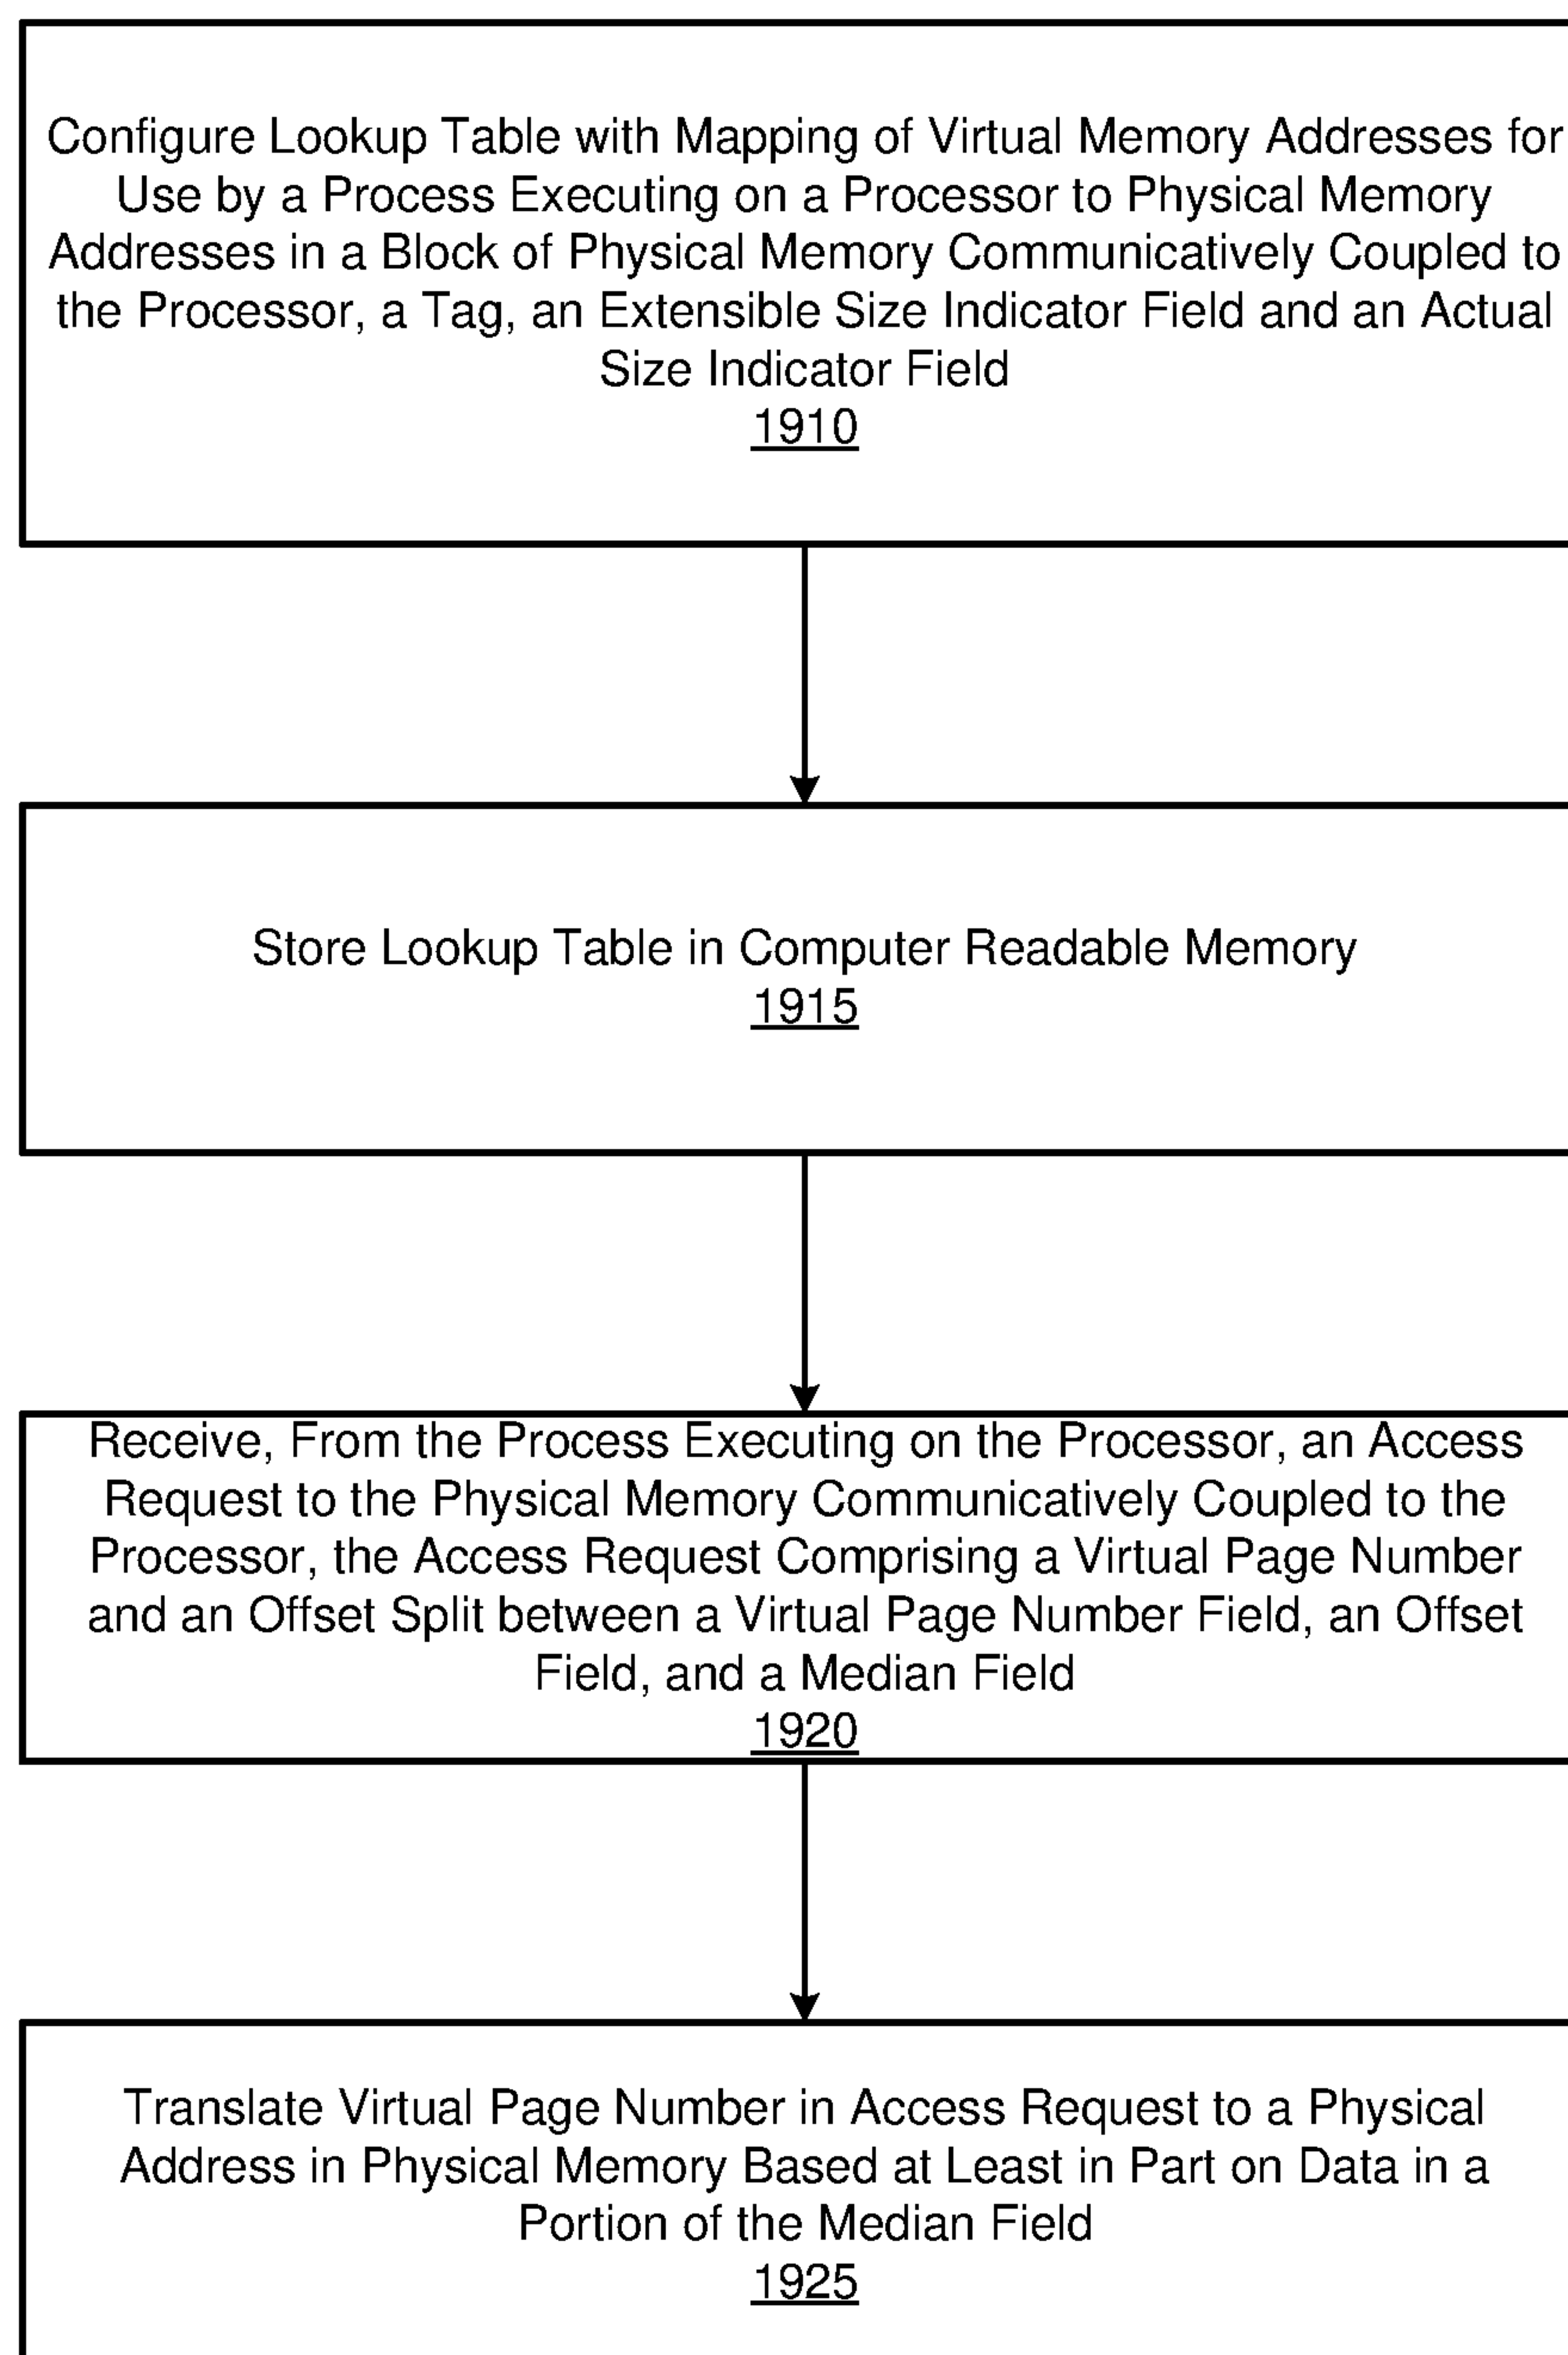 Configure Lookup Table with Mapping of Virtual Memory Addresses for
Use by a Process Executing on a Processor to Physical Memory
Addresses in a Block of Physical Memory Communicatively Coupled to
the Processor, a Tag, an Extensible Size Indicator Field and an Actual
Size Indicator Field
1910
Store Lookup Table in Computer Readable Memory
1915
Receive, From the Process Executing on the Processor, an Access
Request to the Physical Memory Communicatively Coupled to the
Processor, the Access Request Comprising a Virtual Page Number
and an Offset Split between a Virtual Page Number Field, an Offset
Field, and a Median Field
1920
Translate Virtual Page Number in Access Request to a Physical
Address in Physical Memory Based at Least in Part on Data in a
Portion of the Median Field
1925